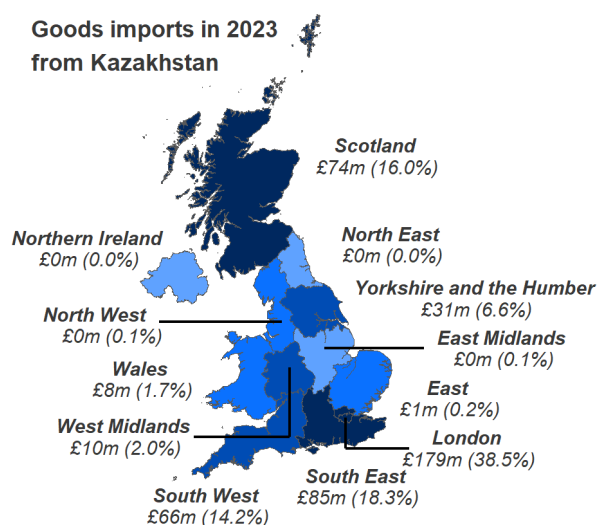 Goods imports in 2023
from Kazakhstan
Scotland
£74m (16.0%)
Northern Ireland
£0m (0.0%)
North East
£0m (0.0%)
Yorkshire and the Humber
£31m (6.6%)
North West
£0m (0.1%)
East Midlands
£0m (0.1%)
Wales
£8m (1.7%)
East
£1m (0.2%)
West Midlands
£10m (2.0%)
London
£179m (38.5%)
South East
£85m (18.3%)
South West
£66m (14.2%)